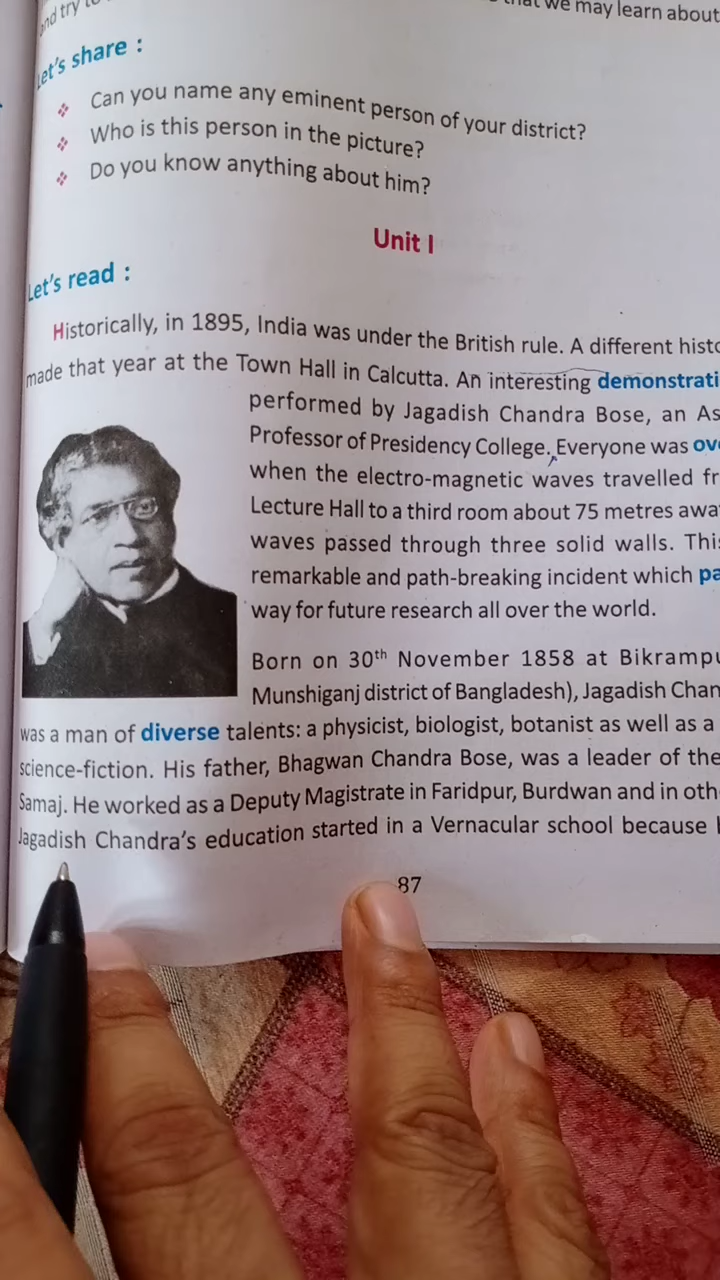 and try to
that we may learn about
Let's share :
Can you name any eminent person of your district?
Who is this person in the picture?
Do you know anything about him?
Unit I
Let's read :
Historically, in 1895, India was under the British rule. A different histo
made that year at the Town Hall in Calcutta. An interesting demonstrati
performed by Jagadish Chandra Bose, an As
Professor of Presidency College. Everyone was ov
when the electro-magnetic waves travelled fr
Lecture Hall to a third room about 75 metres awa
waves passed through three solid walls. This
remarkable and path-breaking incident which pa
way for future research all over the world.
Born on 30th November 1858 at Bikrampu
Munshiganj district of Bangladesh), Jagadish Chan
was a man of diverse talents: a physicist, biologist, botanist as well as a
science-fiction. His father, Bhagwan Chandra Bose, was a leader of the
Samaj. He worked as a Deputy Magistrate in Faridpur, Burdwan and in oth
Jagadish Chandra's education started in a Vernacular school because
87